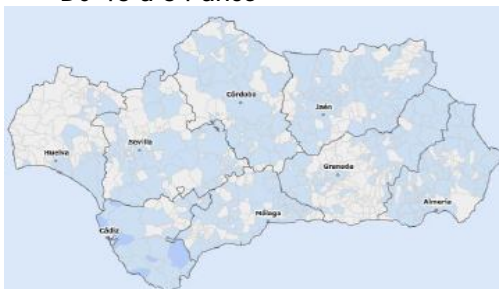 Córdoba
Jaén
Sevilla
Huelva
Granada
Almería
Málaga
Cádiz